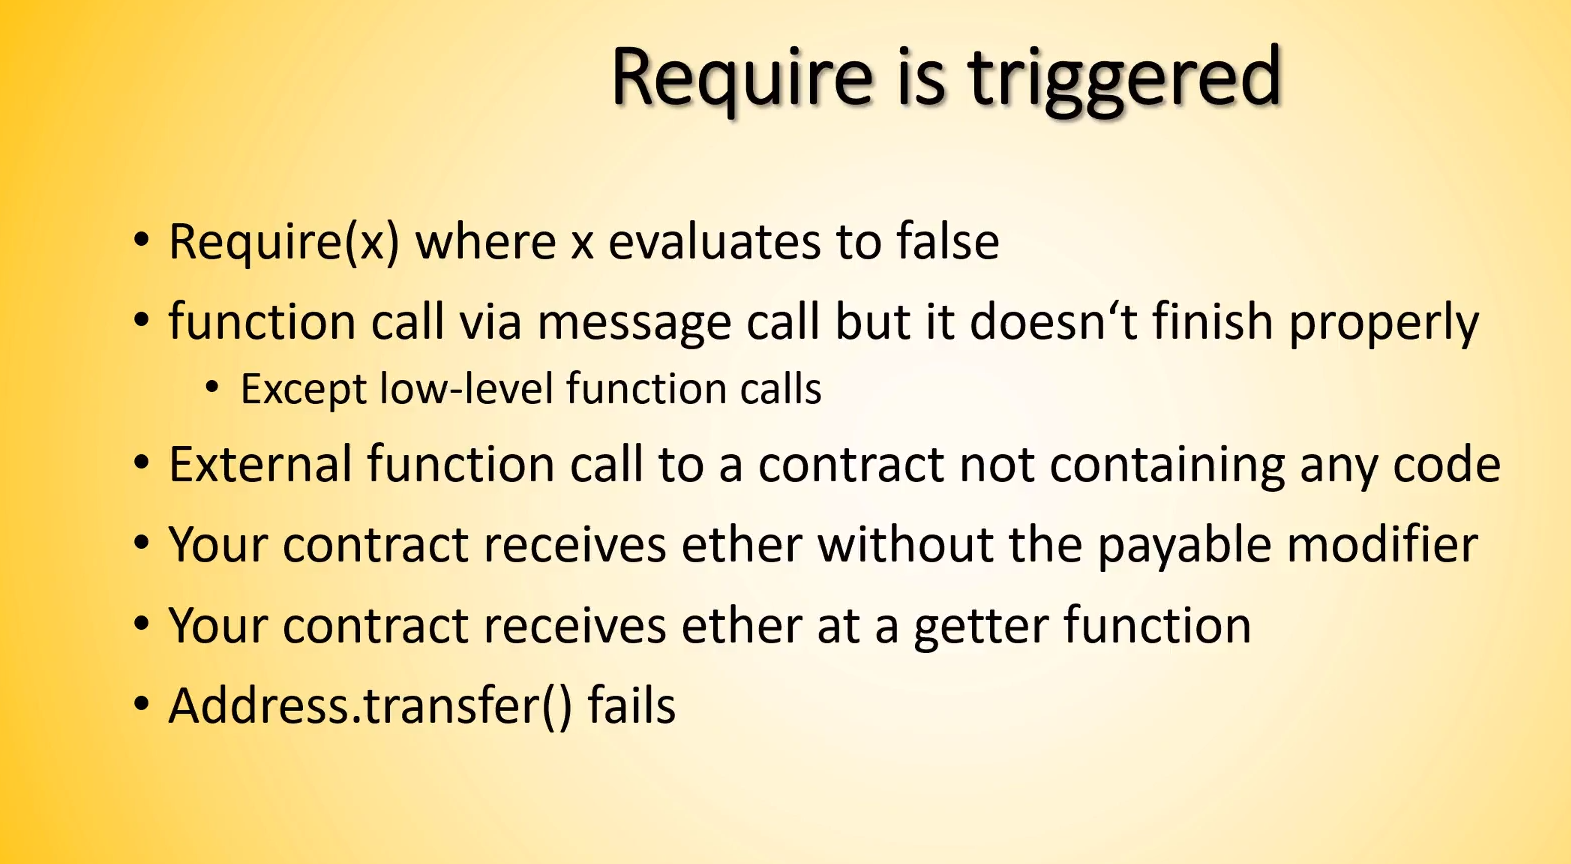 Require is triggered
• Require(x) where x evaluates to false
• function call via message call but it doesn‘t finish properly
• Except low-level function calls
• External function call to a contract not containing any code
• Your contract receives ether without the payable modifier
• Your contract receives ether at a getter function
• Address.transfer() fails